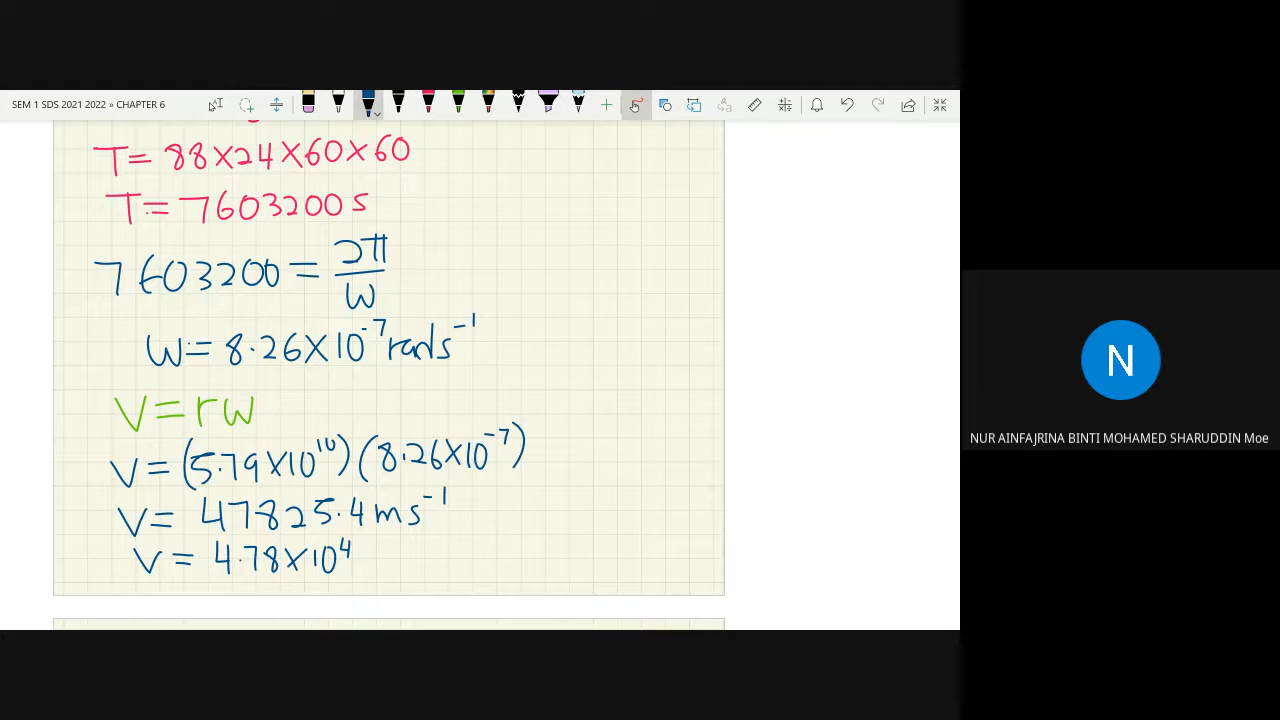 SEM 1 SDS 2021 2022 » CHAPTER 6
T= 88×24×60×60
T= 7603200 s
7603200 = 2π/ω
ω= 8.26×10⁻⁷ rads⁻¹
V=rω
V= (5.79×10¹⁰)(8.26×10⁻⁷)
V= 47825.4 ms⁻¹
V= 4.78×10⁴
N
NUR AINFAJRINA BINTI MOHAMED SHARUDDIN Moe